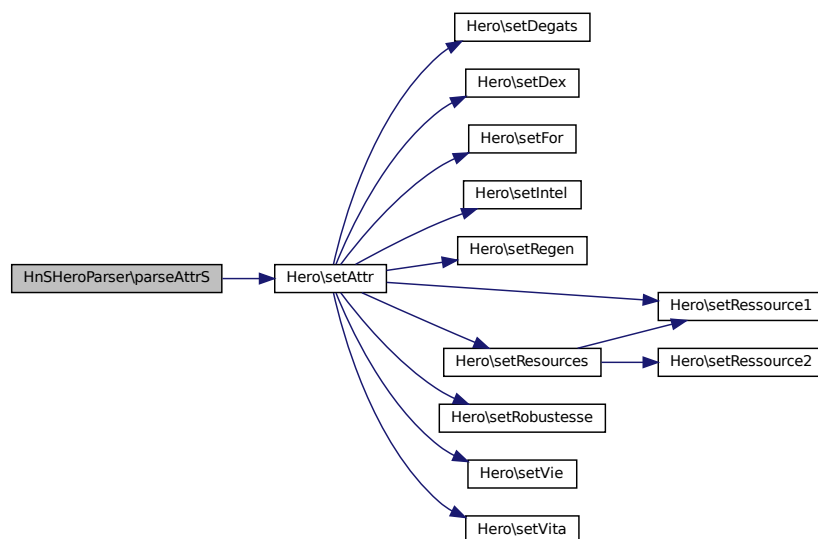 Hero\setDegats
Hero\setDex
Hero\setFor
Hero\setIntel
Hero\setRegen
HnSHeroParser\parseAttrS
Hero\setAttr
Hero\setRessource1
Hero\setResources
Hero\setRessource2
Hero\setRobustesse
Hero\setVie
Hero\setVita